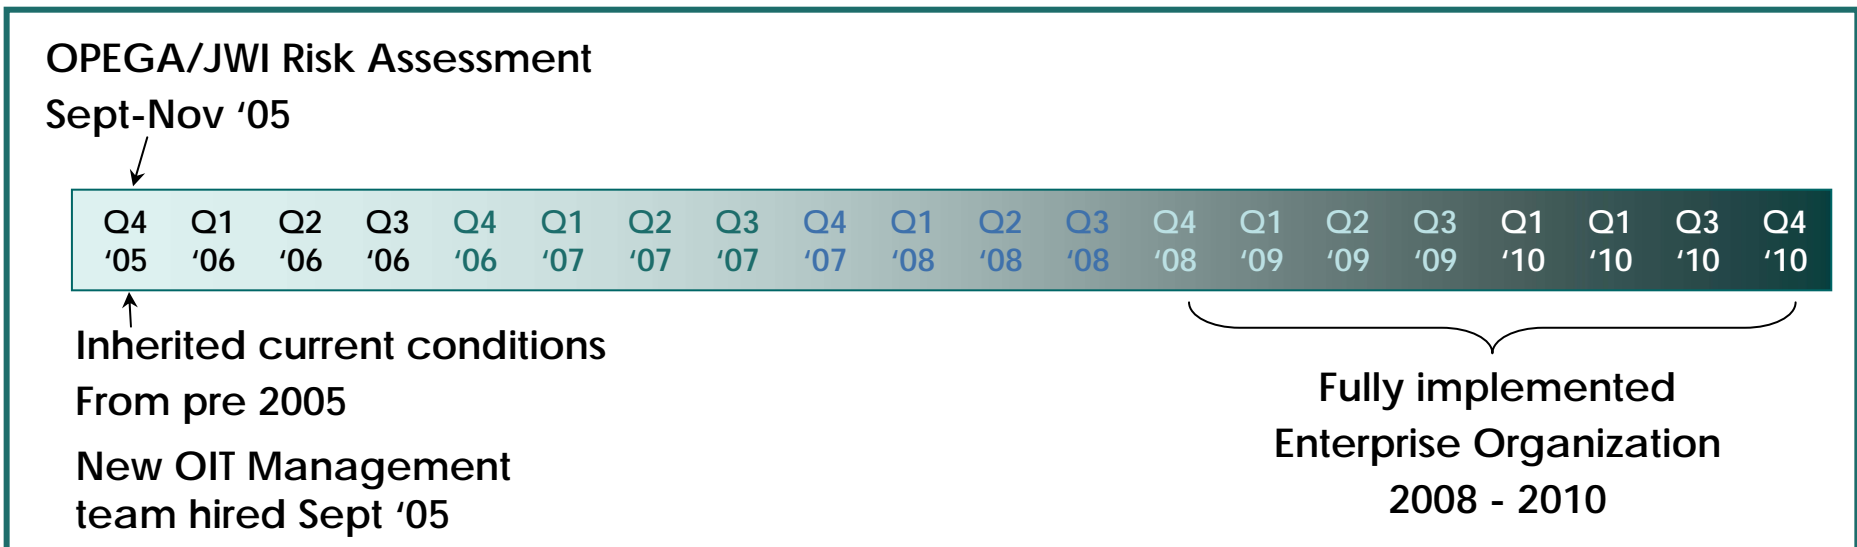 OPEGA/JWI Risk Assessment
Sept-Nov ‘05
Q4 Q1 Q2 Q3 Q4 Q1 Q2 Q3 Q4 Q1 Q2 Q3 Q4 Q1 Q2 Q3 Q1 Q1 Q3 Q4
‘05 ‘06 ‘06 ‘06 ‘06 ‘07 ‘07 ‘07 ‘07 ‘08 ‘08 ‘08 ‘08 ‘09 ‘09 ‘09 ‘10 ‘10 ‘10 ‘10
Inherited current conditions
From pre 2005
New OIT Management
team hired Sept ‘05
Fully implemented
Enterprise Organization
2008 - 2010